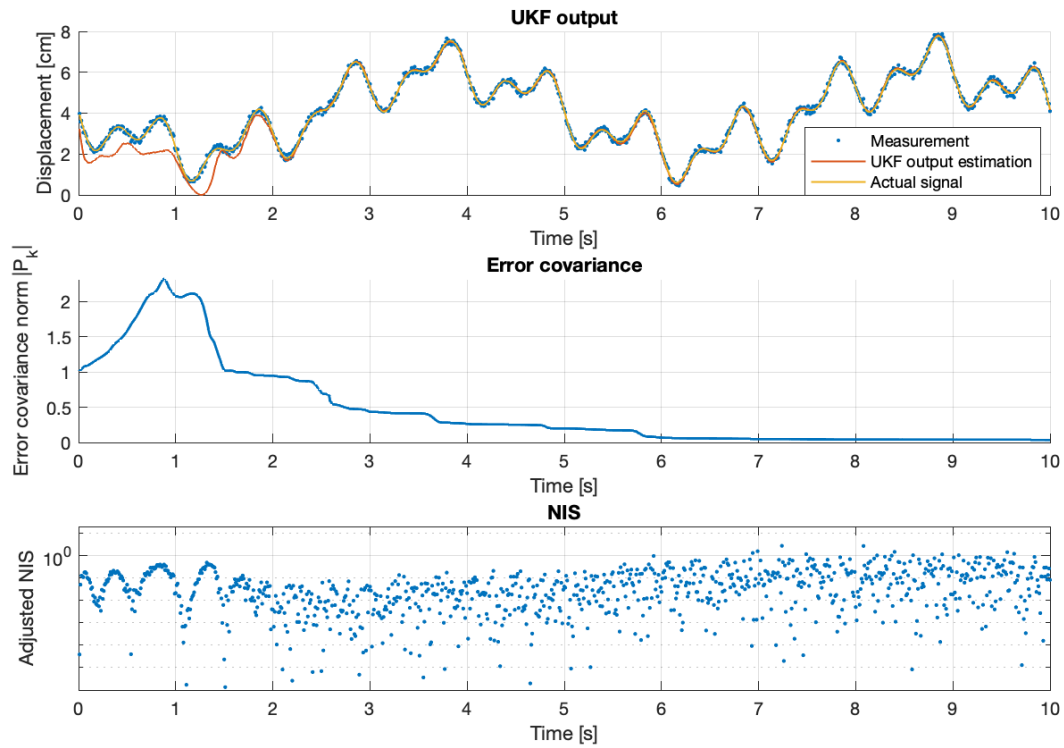 UKF output
8
6
4
2
0
Displacement [cm]
Measurement
UKF output estimation
Actual signal
0 1 2 3 4 5 6 7 8 9 10
Time [s]
Error covariance
2
1.5
1
0.5
0
Error covariance norm |P_k|
0 1 2 3 4 5 6 7 8 9 10
Time [s]
NIS
10^0
Adjusted NIS
0 1 2 3 4 5 6 7 8 9 10
Time [s]